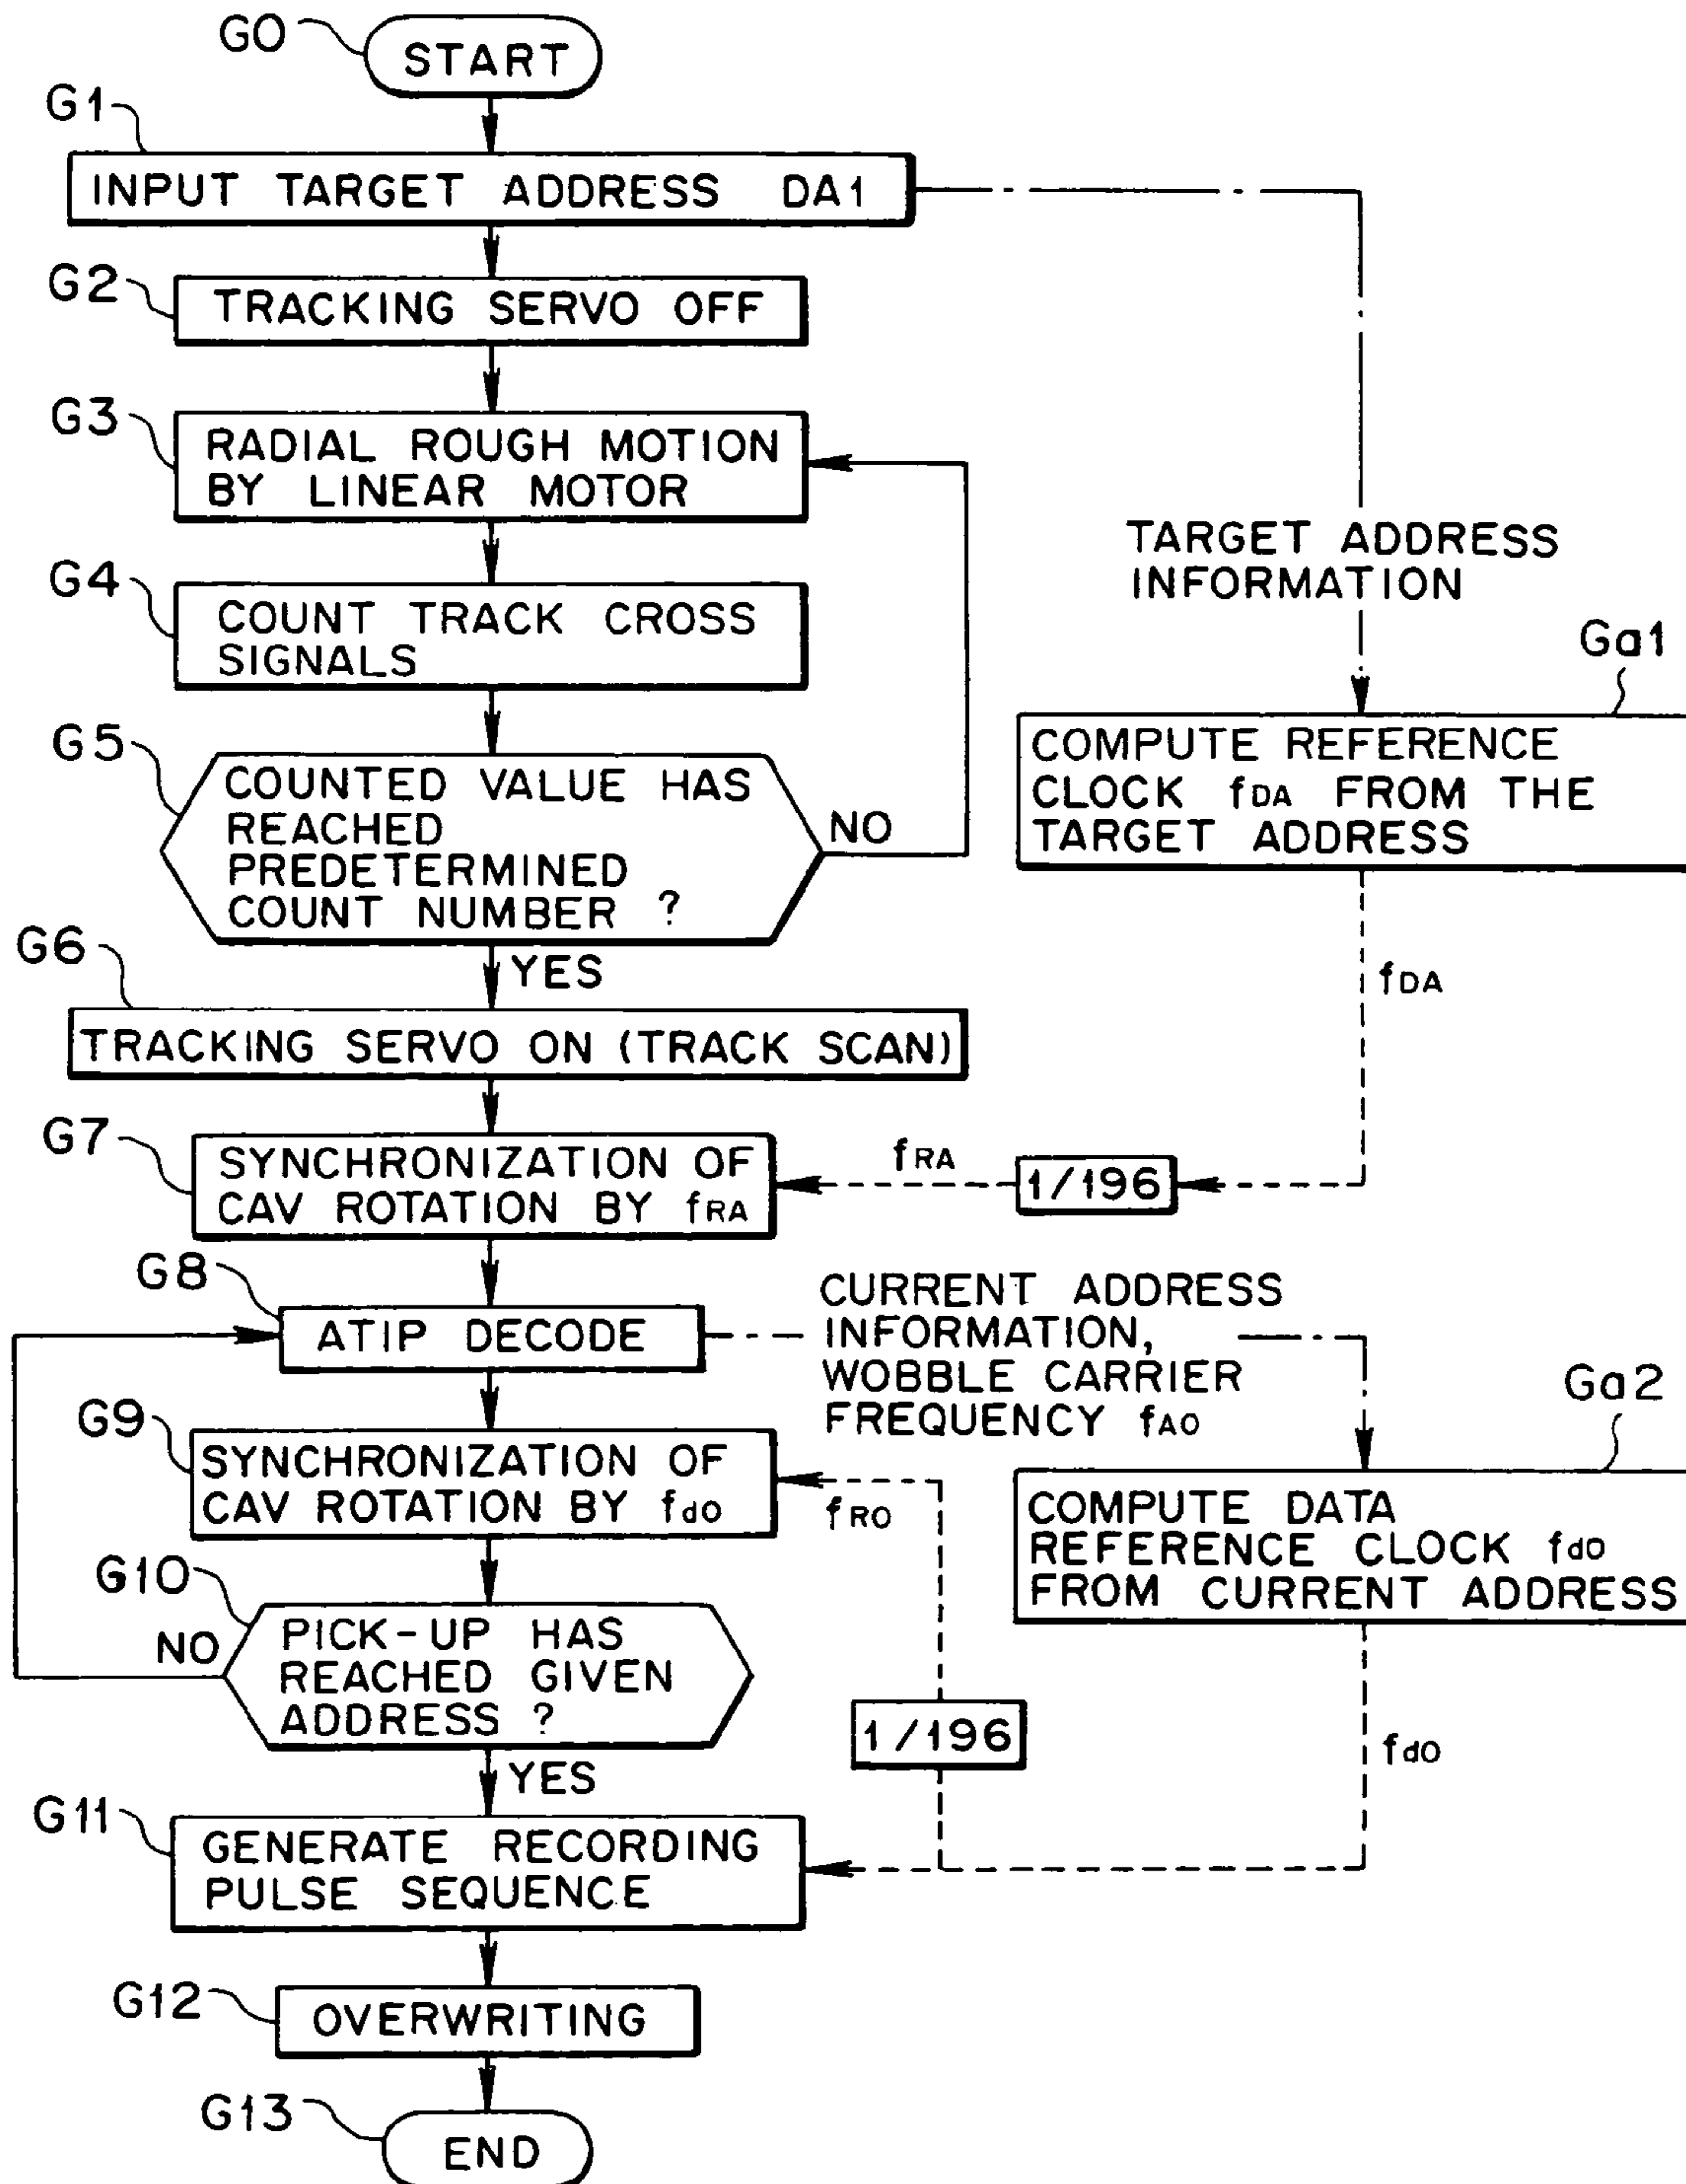 G0
START
G1
INPUT TARGET ADDRESS DA1
G2
TRACKING SERVO OFF
G3
RADIAL ROUGH MOTION
BY LINEAR MOTOR
TARGET ADDRESS
INFORMATION
G4
COUNT TRACK CROSS
SIGNALS
Ga1
COMPUTE REFERENCE
CLOCK fDA FROM THE
TARGET ADDRESS
G5
COUNTED VALUE HAS
REACHED
PREDETERMINED
COUNT NUMBER ?
NO
YES
fDA
G6
TRACKING SERVO ON (TRACK SCAN)
G7
SYNCHRONIZATION OF
CAV ROTATION BY fRA
fRA
1/196
G8
ATIP DECODE
CURRENT ADDRESS
INFORMATION,
WOBBLE CARRIER
FREQUENCY fA0
Ga2
COMPUTE DATA
REFERENCE CLOCK fd0
FROM CURRENT ADDRESS
G9
SYNCHRONIZATION OF
CAV ROTATION BY fd0
fR0
G10
PICK-UP HAS
REACHED GIVEN
ADDRESS ?
NO
YES
1/196
fd0
G11
GENERATE RECORDING
PULSE SEQUENCE
G12
OVERWRITING
G13
END